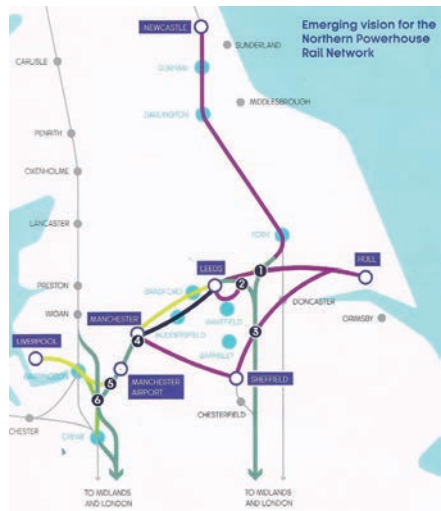 Emerging vision for the
Northern Powerhouse
Rail Network
NEWCASTLE
SUNDERLAND
CARLISLE
DURHAM
MIDDLESBROUGH
DARLINGTON
PENRITH
OXENHOLME
LANCASTER
YORK
LEEDS
1
HULL
2
PRESTON
BRADFORD
DONCASTER
WIGAN
MANCHESTER
WAKEFIELD
GRIMSBY
HUDDERSFIELD
3
LIVERPOOL
4
BARNSLEY
WARRINGTON
5
MANCHESTER
AIRPORT
SHEFFIELD
6
CHESTERFIELD
CHESTER
CREWE
TO MIDLANDS
AND LONDON
TO MIDLANDS
AND LONDON